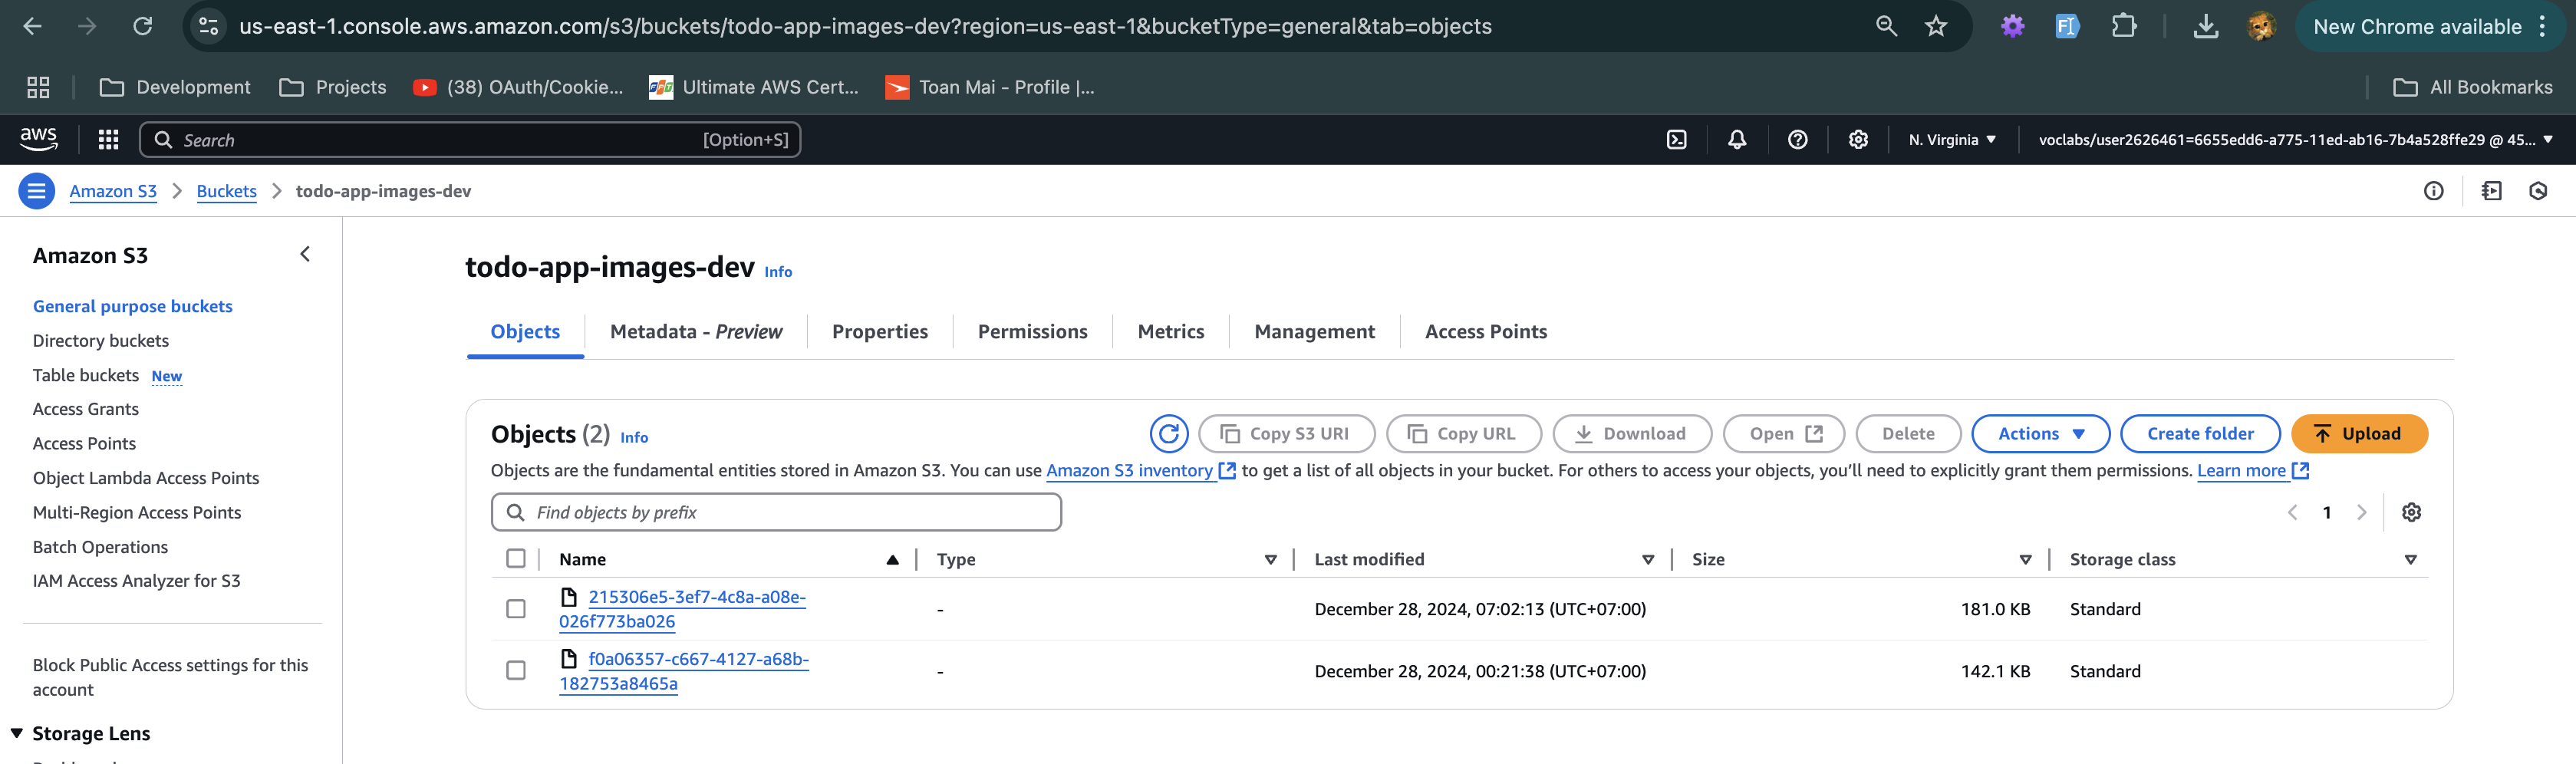 us-east-1.console.aws.amazon.com/s3/buckets/todo-app-images-dev?region=us-east-1&bucketType=general&tab=objects
New Chrome available
Development
Projects
(38) OAuth/Cookie...
Ultimate AWS Cert...
Toan Mai - Profile |...
All Bookmarks
aws
Search
[Option+S]
N. Virginia
voclabs/user2626461=6655edd6-a775-11ed-ab16-7b4a528ffe29 @ 45...
Amazon S3
Buckets
todo-app-images-dev
Amazon S3
General purpose buckets
Directory buckets
Table buckets New
Access Grants
Access Points
Object Lambda Access Points
Multi-Region Access Points
Batch Operations
IAM Access Analyzer for S3
Block Public Access settings for this
account
Storage Lens
todo-app-images-dev Info
Objects
Metadata - Preview
Properties
Permissions
Metrics
Management
Access Points
Objects (2) Info
Copy S3 URI
Copy URL
Download
Open
Delete
Actions
Create folder
Upload
Objects are the fundamental entities stored in Amazon S3. You can use Amazon S3 inventory to get a list of all objects in your bucket. For others to access your objects, you’ll need to explicitly grant them permissions. Learn more
Find objects by prefix
1
Name
Type
Last modified
Size
Storage class
215306e5-3ef7-4c8a-a08e-
026f773ba026
-
December 28, 2024, 07:02:13 (UTC+07:00)
181.0 KB
Standard
f0a06357-c667-4127-a68b-
182753a8465a
-
December 28, 2024, 00:21:38 (UTC+07:00)
142.1 KB
Standard